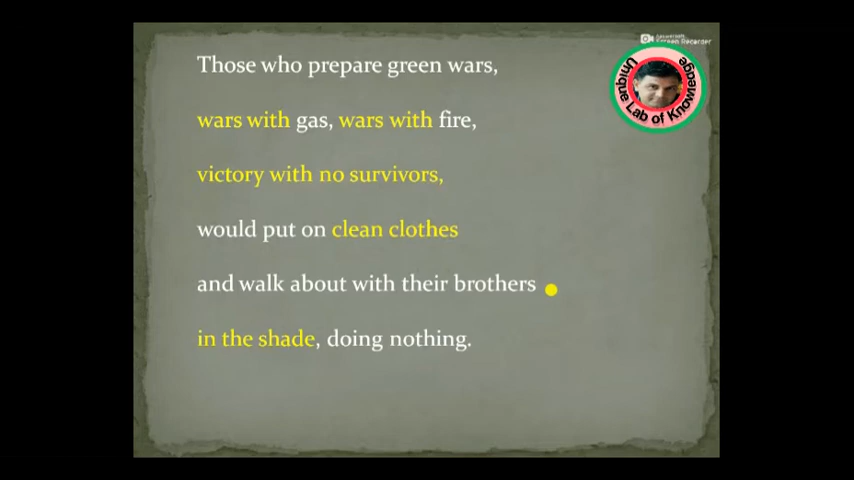 Those who prepare green wars,
wars with gas, wars with fire,
victory with no survivors,
would put on clean clothes
and walk about with their brothers
in the shade, doing nothing.
Screen Recorder
Unique Lab of Knowledge